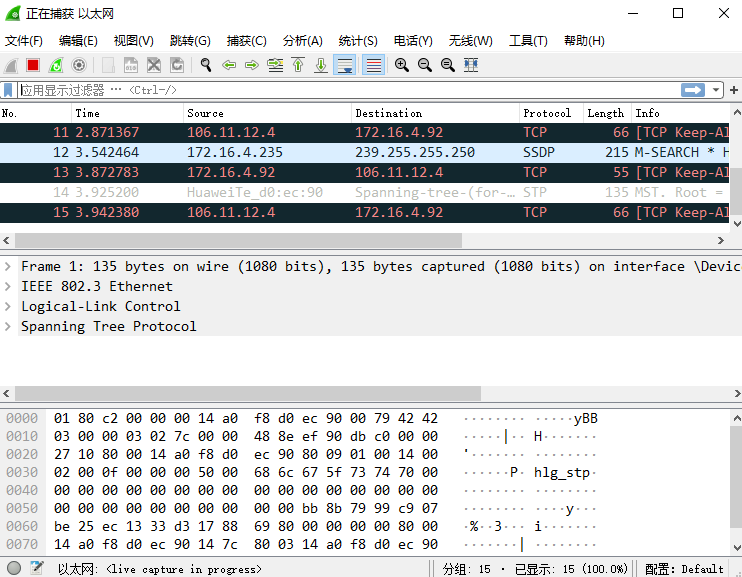 正在捕获 以太网
文件(F) 编辑(E) 视图(V) 跳转(G) 捕获(C) 分析(A) 统计(S) 电话(Y) 无线(W) 工具(T) 帮助(H)
应用显示过滤器 ⋯ <Ctrl-/>
No. Time Source Destination Protocol Length Info
11 2.871367 106.11.12.4 172.16.4.92 TCP 66 [TCP Keep-Al
12 3.542464 172.16.4.235 239.255.255.250 SSDP 215 M-SEARCH * H
13 3.872783 172.16.4.92 106.11.12.4 TCP 55 [TCP Keep-Al
14 3.925200 HuaweiTe_d0:ec:90 Spanning-tree-(for-… STP 135 MST. Root =
15 3.942380 106.11.12.4 172.16.4.92 TCP 66 [TCP Keep-Al
Frame 1: 135 bytes on wire (1080 bits), 135 bytes captured (1080 bits) on interface \Devic
IEEE 802.3 Ethernet
Logical-Link Control
Spanning Tree Protocol
0000 01 80 c2 00 00 00 14 a0 f8 d0 ec 90 00 79 42 42 ········ ·····yBB
0010 03 00 00 03 02 7c 00 00 48 8e ef 90 db c0 00 00 ·····|·· H·······
0020 27 10 80 00 14 a0 f8 d0 ec 90 80 09 01 00 14 00 '······· ········
0030 02 00 0f 00 00 00 50 00 68 6c 67 5f 73 74 70 00 ······P· hlg_stp·
0040 00 00 00 00 00 00 00 00 00 00 00 00 00 00 00 00 ········ ········
0050 00 00 00 00 00 00 00 00 00 00 bb 8b 79 99 c9 07 ········ ····y···
0060 be 25 ec 13 33 d3 17 88 69 80 00 00 00 00 80 00 ·%··3··· i·······
0070 14 a0 f8 d0 ec 90 14 7c 80 03 14 a0 f8 d0 ec 90 ·······| ········
以太网: <live capture in progress> 分组: 15 · 已显示: 15 (100.0%) 配置: Default